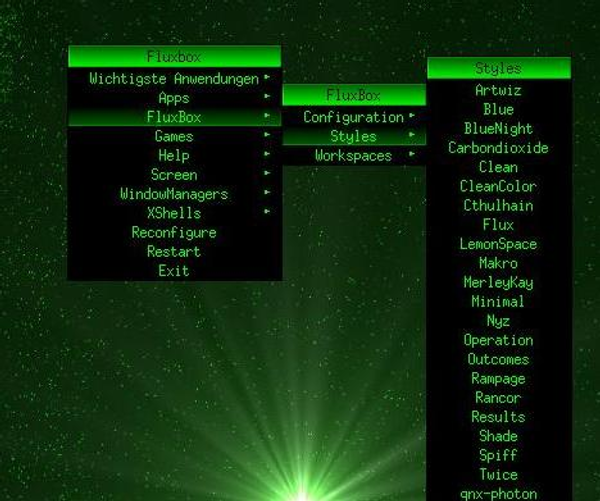 Fluxbox
Wichtigste Anwendungen
Apps
FluxBox
Games
Help
Screen
WindowManagers
XShells
Reconfigure
Restart
Exit
FluxBox
Configuration
Styles
Workspaces
Styles
Artwiz
Blue
BlueNight
Carbondioxide
Clean
CleanColor
Cthulhain
Flux
LemonSpace
Makro
MerleyKay
Minimal
Nyz
Operation
Outcomes
Rampage
Rancor
Results
Shade
Spiff
Twice
qnx-photon